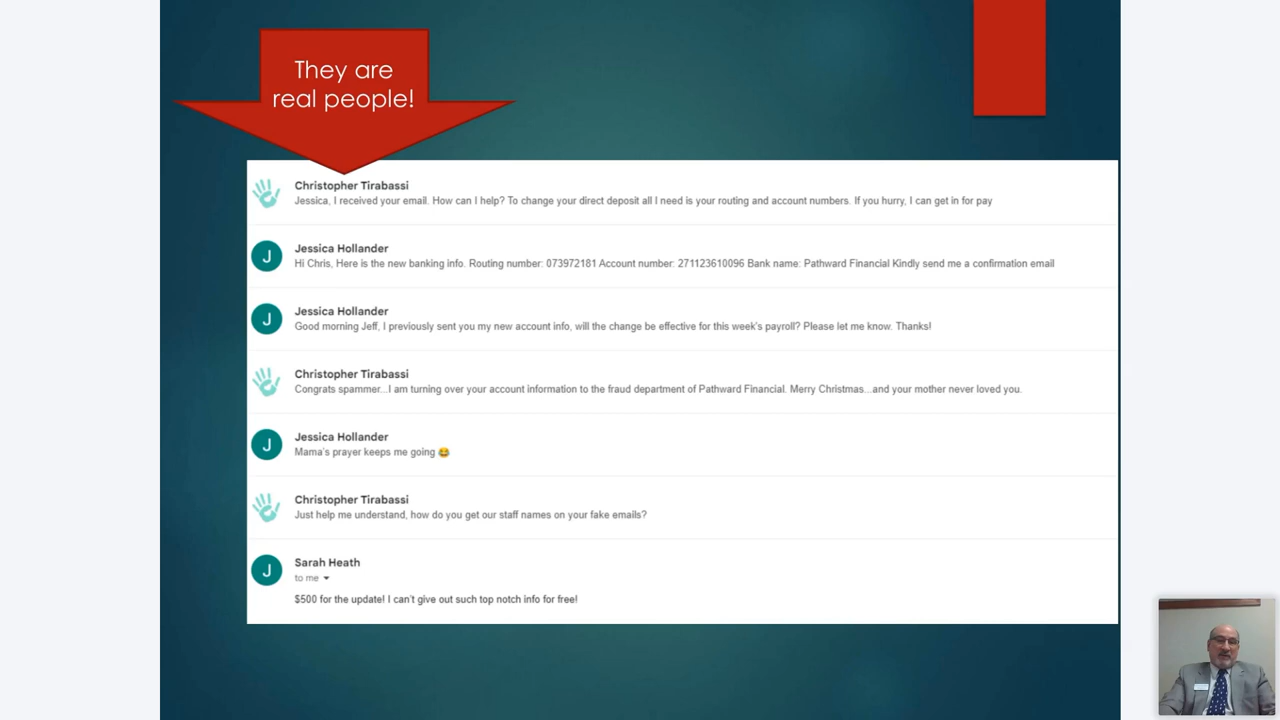 They are
real people!
Christopher Tirabassi
Jessica, I received your email. How can I help? To change your direct deposit all I need is your routing and account numbers. If you hurry, I can get in for pay
J
Jessica Hollander
Hi Chris, Here is the new banking info. Routing number: 073972181 Account number: 271123610096 Bank name: Pathward Financial Kindly send me a confirmation email
J
Jessica Hollander
Good morning Jeff, I previously sent you my new account info, will the change be effective for this week's payroll? Please let me know. Thanks!
Christopher Tirabassi
Congrats spammer...I am turning over your account information to the fraud department of Pathward Financial. Merry Christmas...and your mother never loved you.
J
Jessica Hollander
Mama's prayer keeps me going 😂
Christopher Tirabassi
Just help me understand, how do you get our staff names on your fake emails?
J
Sarah Heath
to me
$500 for the update! I can't give out such top notch info for free!